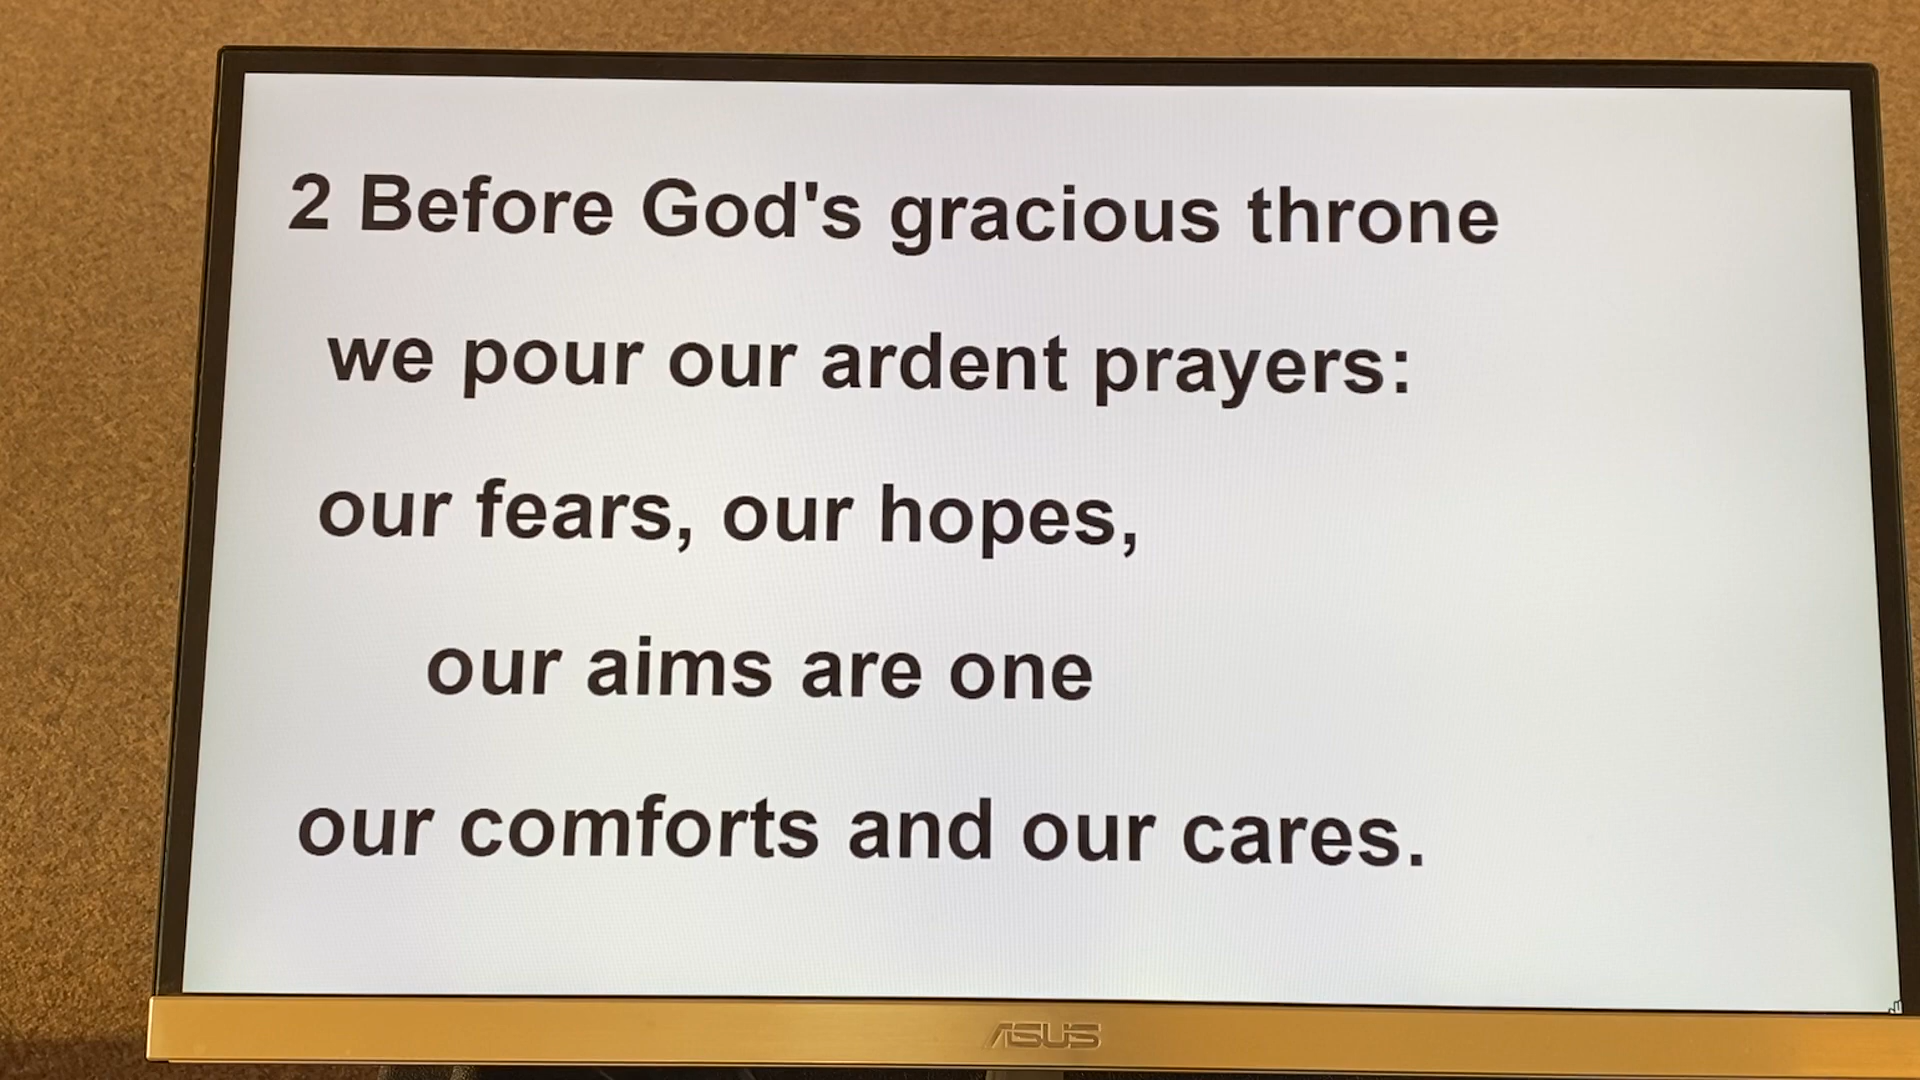 2 Before God's gracious throne
we pour our ardent prayers:
our fears, our hopes,
our aims are one
our comforts and our cares.
ASUS